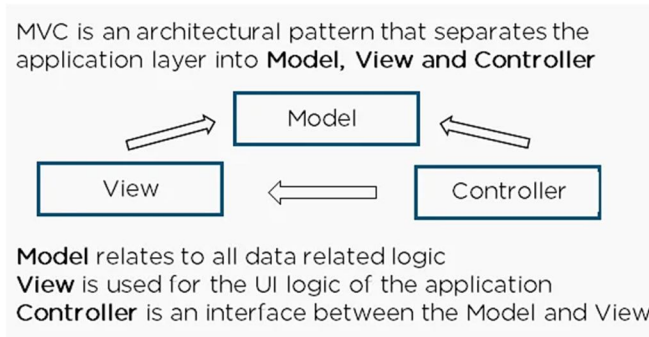 MVC is an architectural pattern that separates the
application layer into Model, View and Controller
Model
View
Controller
Model relates to all data related logic
View is used for the UI logic of the application
Controller is an interface between the Model and View